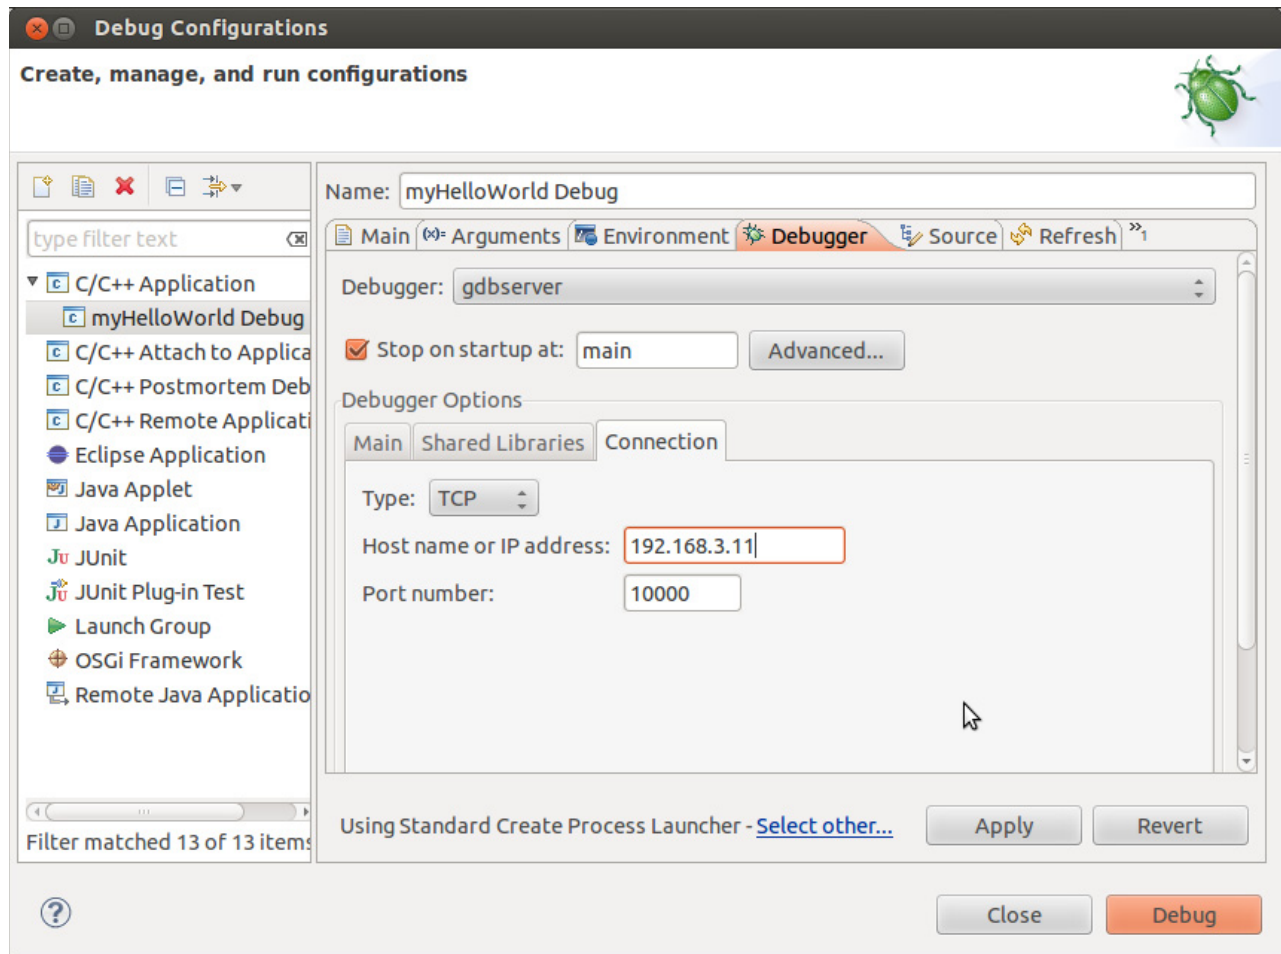 Debug Configurations
Create, manage, and run configurations
type filter text
C/C++ Application
myHelloWorld Debug
C/C++ Attach to Applica
C/C++ Postmortem Deb
C/C++ Remote Applicati
Eclipse Application
Java Applet
Java Application
JUnit
JUnit Plug-in Test
Launch Group
OSGi Framework
Remote Java Applicatio
Filter matched 13 of 13 items
Name: myHelloWorld Debug
Main (x)= Arguments Environment Debugger Source Refresh »1
Debugger: gdbserver
Stop on startup at: main Advanced...
Debugger Options
Main Shared Libraries Connection
Type: TCP
Host name or IP address: 192.168.3.11
Port number: 10000
Using Standard Create Process Launcher - Select other... Apply Revert
? Close Debug